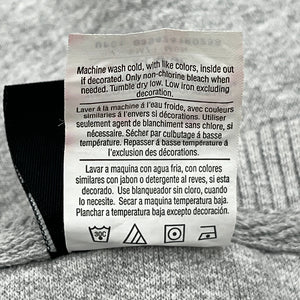 Machine wash cold, with like colors, inside out
if decorated. Only non-chlorine bleach when
needed. Tumble dry low. Low iron excluding
decoration.
Laver á la machine á l'eau froide, avec couleurs
similaires á l'envers si décorations. Utiliser
seulement agent de blanchiment sans chlore, si
nécessaire. Sécher par culbutage á basse
température. Repasser á basse température á
l'exclusion des décorations.
Lavar a maquina con agua fria, con colores
similares con jabon o detergente al reves, si esta
decorado. Use blanqueador sin cloro, cuando
lo necesite. Secar a maquina temperatura baja.
Planchar a temperatura baja excepto decoración.